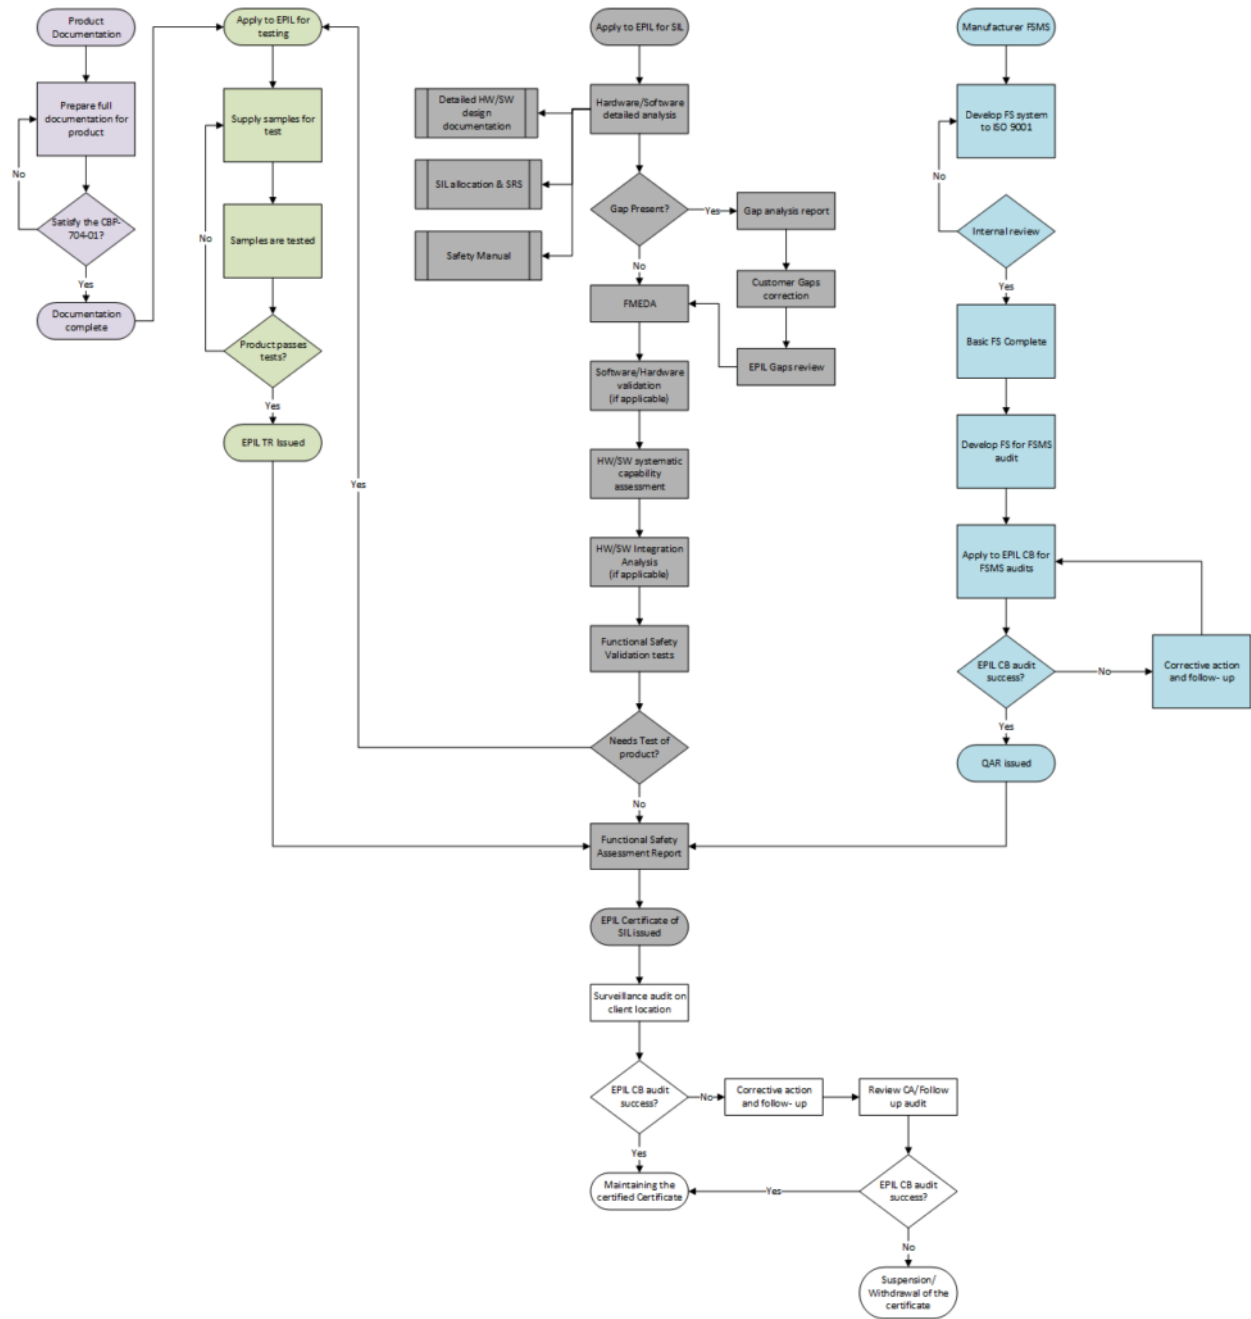 Product
Documentation
Prepare full
documentation for
product
No
Satisfy the CBP-
704-01?
Yes
Documentation
complete
Apply to EPIL for
testing
Supply samples for
test
Samples are tested
No
Product passes
tests?
Yes
EPIL TR Issued
Yes
Apply to EPIL for SIL
Hardware/Software
detailed analysis
Detailed HW/SW
design
documentation
SIL allocation & SRS
Safety Manual
Gap Present?
Yes
Gap analysis report
Customer Gaps
correction
EPIL Gaps review
No
FMEDA
Software/Hardware
validation
(if applicable)
HW/SW systematic
capability
assessment
HW/SW Integration
Analysis
(if applicable)
Functional Safety
Validation tests
Needs Test of
product?
No
Functional Safety
Assessment Report
EPIL Certificate of
SIL issued
Surveillance audit on
client location
EPIL CB audit
success?
No
Corrective action
and follow- up
Review CA/Follow
up audit
Yes
Maintaining the
certified Certificate
Yes
EPIL CB audit
success?
No
Suspension/
Withdrawal of the
certificate
Manufacturer FSMS
Develop FS system
to ISO 9001
No
Internal review
Yes
Basic FS Complete
Develop FS for FSMS
audit
Apply to EPIL CB for
FSMS audits
EPIL CB audit
success?
No
Corrective action
and follow- up
Yes
QAR issued